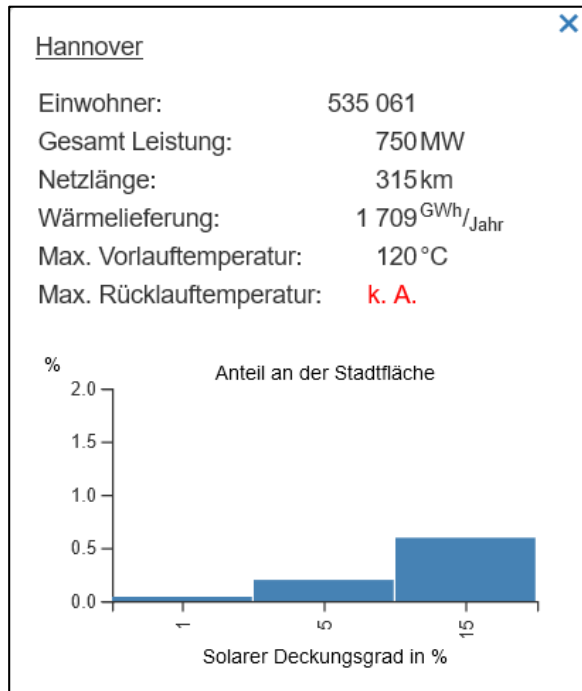 ×
Hannover
Einwohner: 535 061
Gesamt Leistung: 750 MW
Netzlänge: 315 km
Wärmelieferung: 1 709 GWh/Jahr
Max. Vorlauftemperatur: 120 °C
Max. Rücklauftemperatur: k. A.
% Anteil an der Stadtfläche
2.0
1.5
1.0
0.5
0.0
1 5 15
Solarer Deckungsgrad in %